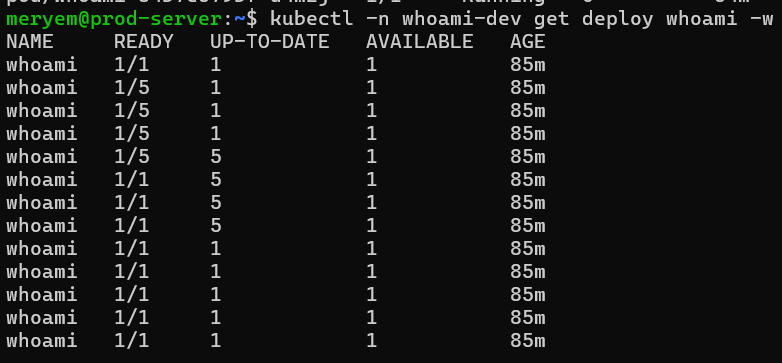 meryem@prod-server:~$ kubectl -n whoami-dev get deploy whoami -w
NAME READY UP-TO-DATE AVAILABLE AGE
whoami 1/1 1 1 85m
whoami 1/5 1 1 85m
whoami 1/5 1 1 85m
whoami 1/5 1 1 85m
whoami 1/5 5 1 85m
whoami 1/1 5 1 85m
whoami 1/1 5 1 85m
whoami 1/1 5 1 85m
whoami 1/1 1 1 85m
whoami 1/1 1 1 85m
whoami 1/1 1 1 85m
whoami 1/1 1 1 85m
whoami 1/1 1 1 85m